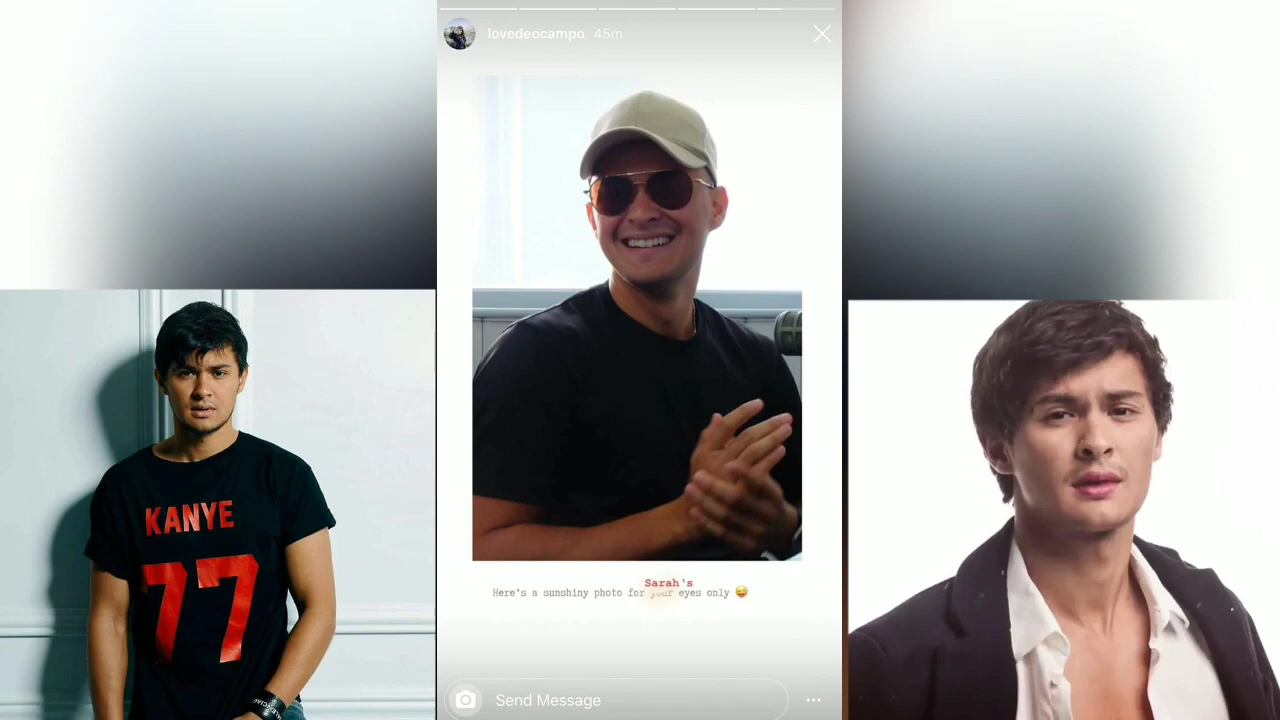 lovedeocampo 45m
KANYE
77
Sarah's
Here's a sunshiny photo for your eyes only 😜
Send Message